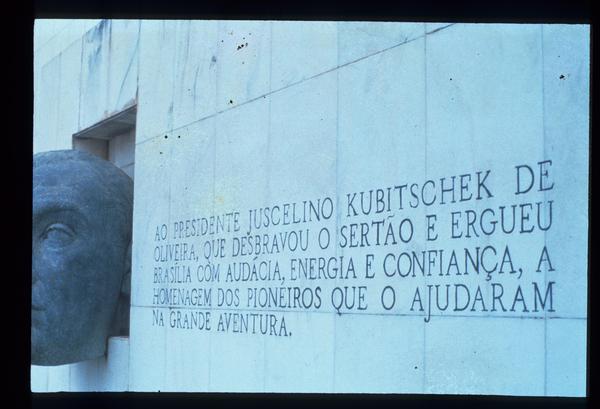 AO PRESIDENTE JUSCELINO KUBITSCHEK DE
OLIVEIRA, QUE DESBRAVOU O SERTÃO E ERGUEU
BRASÍLIA COM AUDÁCIA, ENERGIA E CONFIANÇA, A
HOMENAGEM DOS PIONEIROS QUE O AJUDARAM
NA GRANDE AVENTURA.